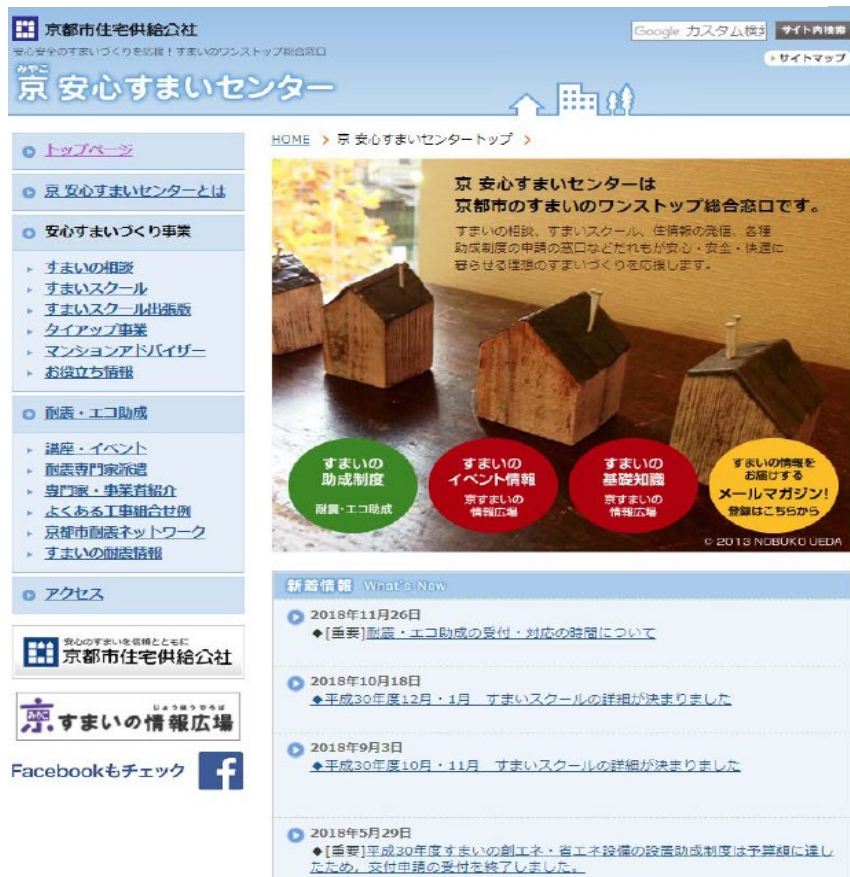 京都市住宅供給公社
Google カスタム検
サイト内検索
安心安全のすまいづくりを応援！すまいのワンストップ総合窓口
サイトマップ
みやこ
京 安心すまいセンター
トップページ
京 安心すまいセンターとは
安心すまいづくり事業
すまいの相談
すまいスクール
すまいスクール出張版
タイアップ事業
マンションアドバイザー
お役立ち情報
耐震・エコ助成
講座・イベント
耐震専門家派遣
専門家・事業者紹介
よくある工事組合せ例
京都市耐震ネットワーク
すまいの耐震情報
アクセス
安心のすまいを信頼とともに
京都市住宅供給公社
じょうほうひろば
京 みやこ すまいの情報広場
Facebookもチェック
HOME > 京 安心すまいセンタートップ >
京 安心すまいセンターは
京都市のすまいのワンストップ総合窓口です。
すまいの相談、すまいスクール、住情報の発信、各種
助成制度の申請の窓口などだれもが安心・安全・快適に
暮らせる理想のすまいづくりを応援します。
すまいの
助成制度
耐震・エコ助成
すまいの
イベント情報
京すまいの
情報広場
すまいの
基礎知識
京すまいの
情報広場
すまいの情報を
お届けする
メールマガジン!
登録はこちらから
© 2013 NOBUKO UEDA
新着情報 What's New
2018年11月26日
◆[重要]耐震・エコ助成の受付・対応の時間について
2018年10月18日
◆平成30年度12月・1月　すまいスクールの詳細が決まりました
2018年9月3日
◆平成30年度10月・11月　すまいスクールの詳細が決まりました
2018年5月29日
◆[重要]平成30年度すまいの創エネ・省エネ設備の設置助成制度は予算額に達し
たため，交付申請の受付を終了しました。